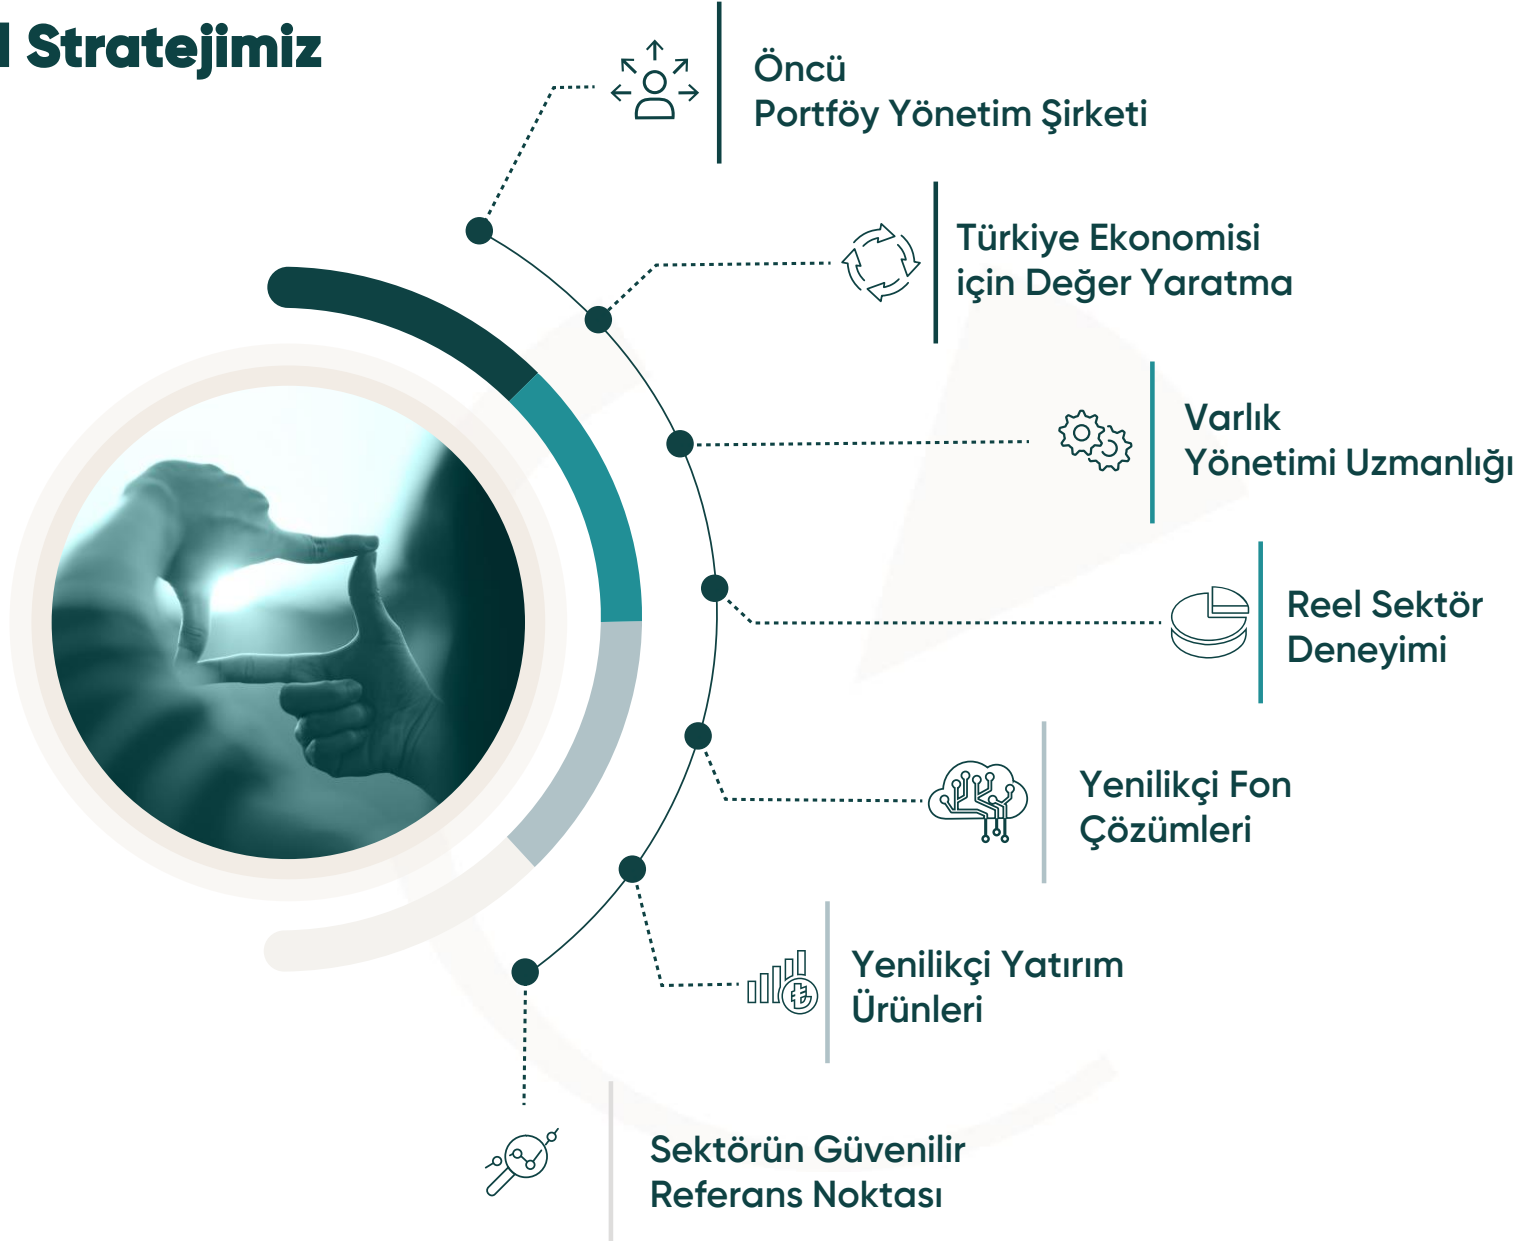 Stratejimiz
Öncü
Portföy Yönetim Şirketi
Türkiye Ekonomisi
için Değer Yaratma
Varlık
Yönetimi Uzmanlığı
Reel Sektör
Deneyimi
Yenilikçi Fon
Çözümleri
Yenilikçi Yatırım
Ürünleri
Sektörün Güvenilir
Referans Noktası